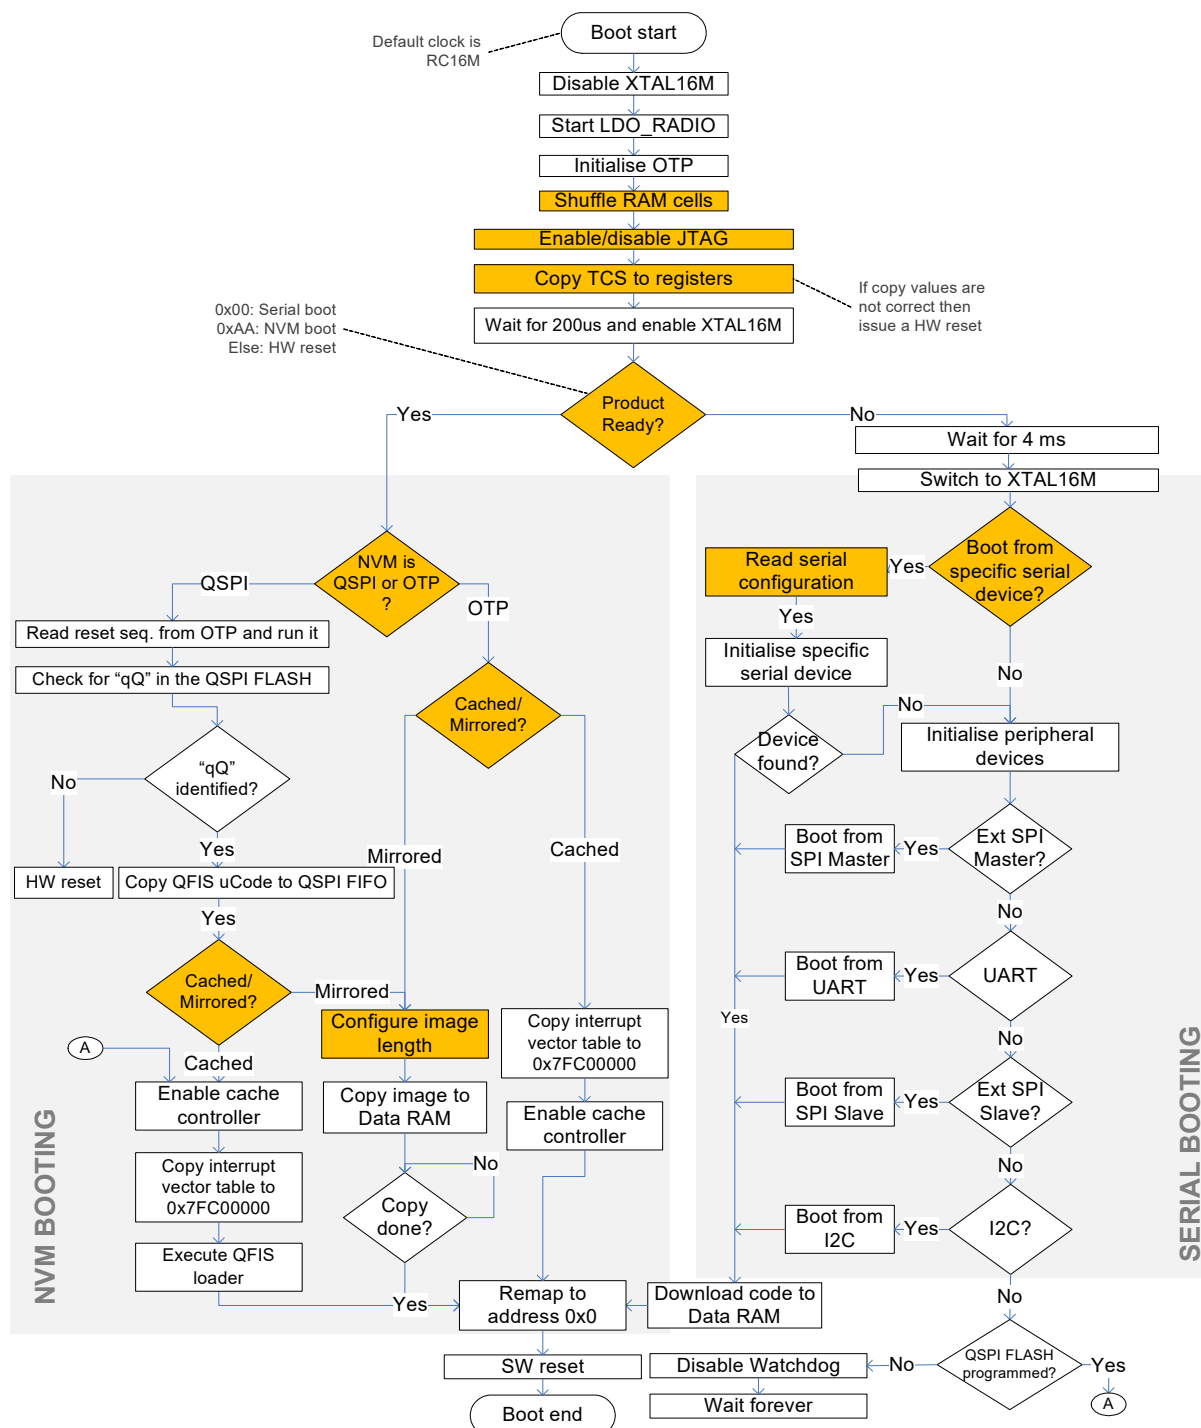 Boot start
Default clock is
RC16M
Disable XTAL16M
Start LDO_RADIO
Initialise OTP
Shuffle RAM cells
Enable/disable JTAG
Copy TCS to registers
If copy values are
not correct then
issue a HW reset
0x00: Serial boot
0xAA: NVM boot
Else: HW reset
Wait for 200us and enable XTAL16M
Product
Ready?
Yes
No
Wait for 4 ms
Switch to XTAL16M
NVM is
QSPI or OTP
?
QSPI
OTP
Read reset seq. from OTP and run it
Check for “qQ” in the QSPI FLASH
“qQ”
identified?
No
Yes
HW reset
Copy QFIS uCode to QSPI FIFO
Yes
Cached/
Mirrored?
Mirrored
Cached
Cached/
Mirrored?
Mirrored
Cached
A
Enable cache
controller
Copy interrupt
vector table to
0x7FC00000
Execute QFIS
loader
Configure image
length
Copy image to
Data RAM
No
Copy
done?
Yes
Copy interrupt
vector table to
0x7FC00000
Enable cache
controller
Remap to
address 0x0
SW reset
Boot end
NVM BOOTING
Boot from
specific serial
device?
Yes
Read serial
configuration
Yes
Initialise specific
serial device
No
Device
found?
No
Initialise peripheral
devices
Ext SPI
Master?
Yes
Boot from
SPI Master
No
UART
Yes
Boot from
UART
Yes
No
Ext SPI
Slave?
Yes
Boot from
SPI Slave
No
I2C?
Yes
Boot from
I2C
No
Download code to
Data RAM
QSPI FLASH
programmed?
No
Yes
Disable Watchdog
Wait forever
A
SERIAL BOOTING